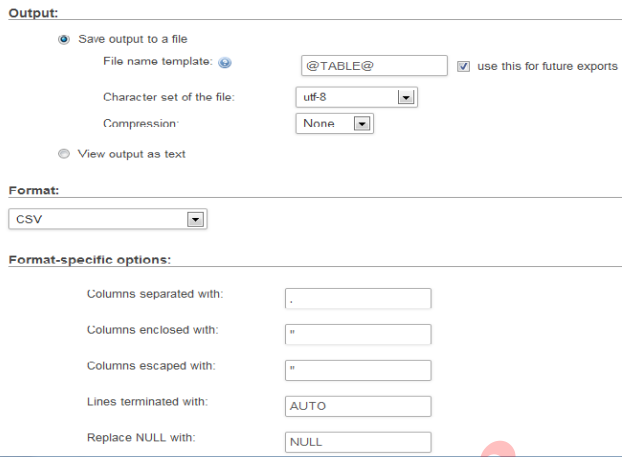 Output:
Save output to a file
File name template:
@TABLE@
use this for future exports
Character set of the file:
utf-8
Compression:
None
View output as text
Format:
CSV
Format-specific options:
Columns separated with:
,
Columns enclosed with:
"
Columns escaped with:
"
Lines terminated with:
AUTO
Replace NULL with:
NULL